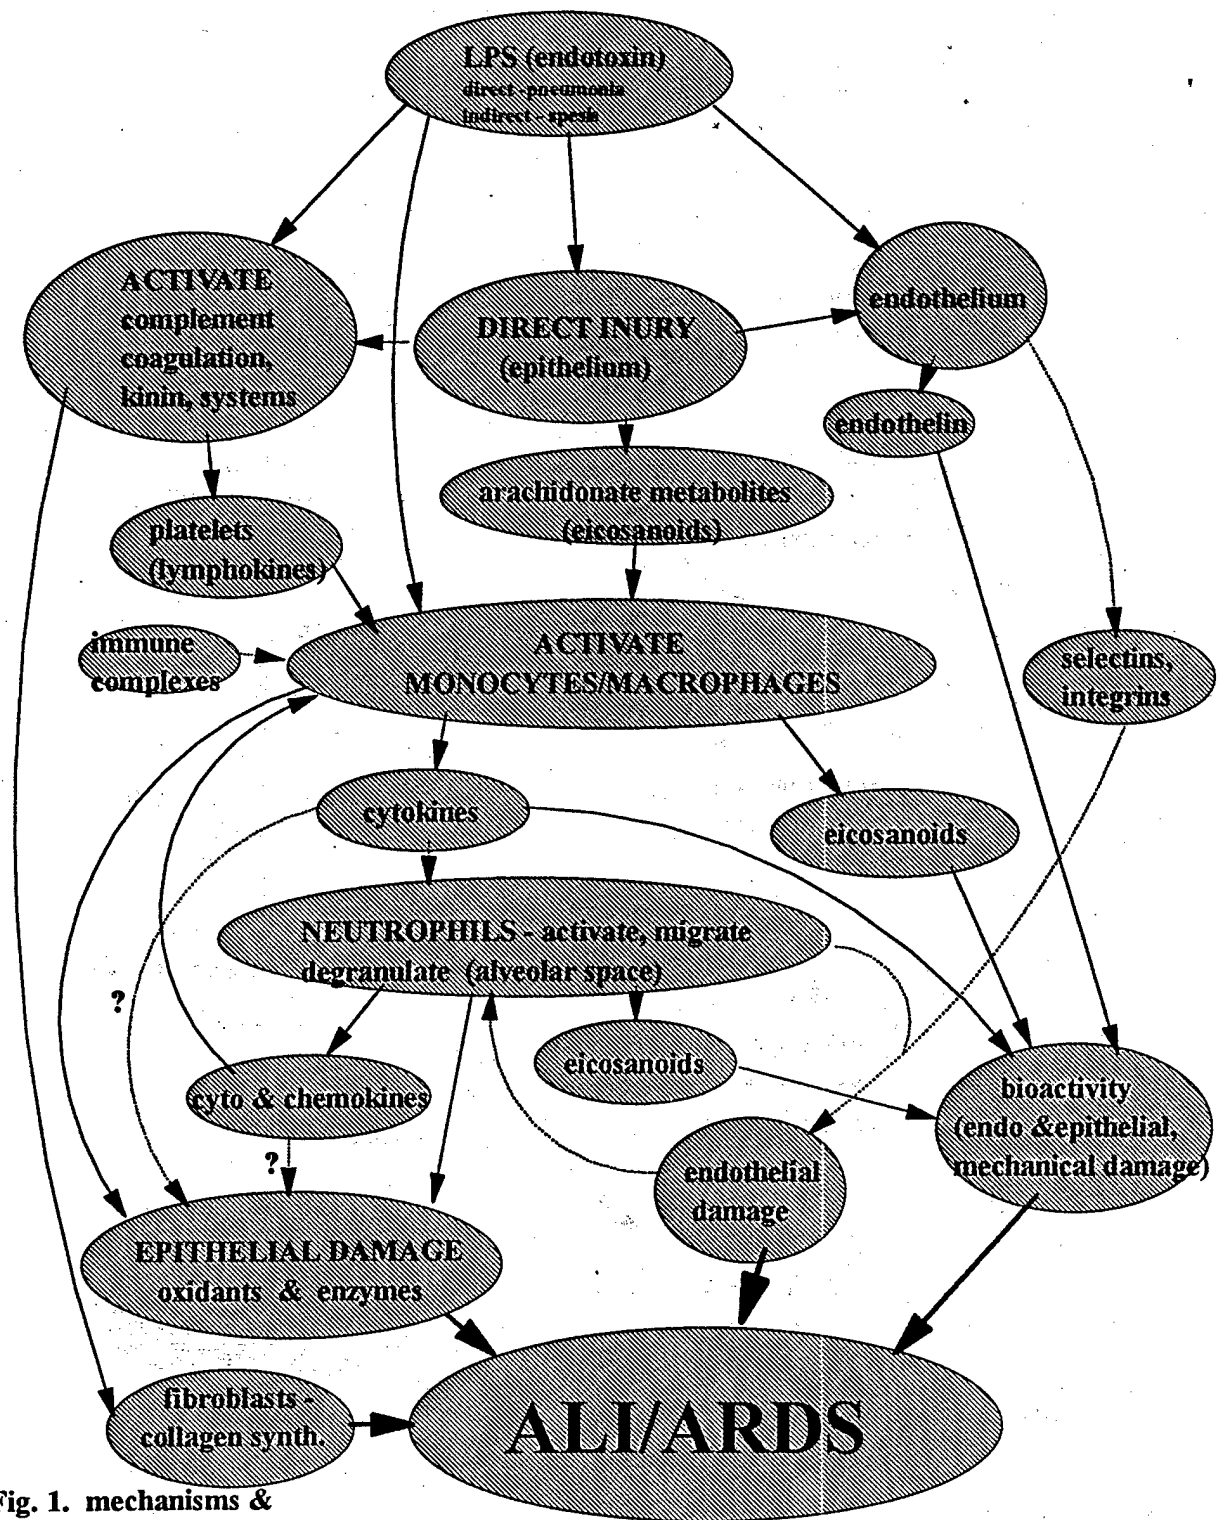 LPS (endotoxin)
direct -pneumonia
indirect - spesis
ACTIVATE
complement
coagulation,
kinin, systems
DIRECT INURY
(epithelium)
endothelium
endothelin
arachidonate metabolites
(eicosanoids)
platelets
(lymphokines)
immune
complexes
ACTIVATE
MONOCYTES/MACROPHAGES
selectins,
integrins
cytokines
eicosanoids
NEUTROPHILS - activate, migrate
degranulate (alveolar space)
?
eicosanoids
cyto & chemokines
bioactivity
(endo &epithelial,
mechanical damage)
?
endothelial
damage
EPITHELIAL DAMAGE
oxidants & enzymes
fibroblasts -
collagen synth.
ALI/ARDS
Fig. 1. mechanisms &